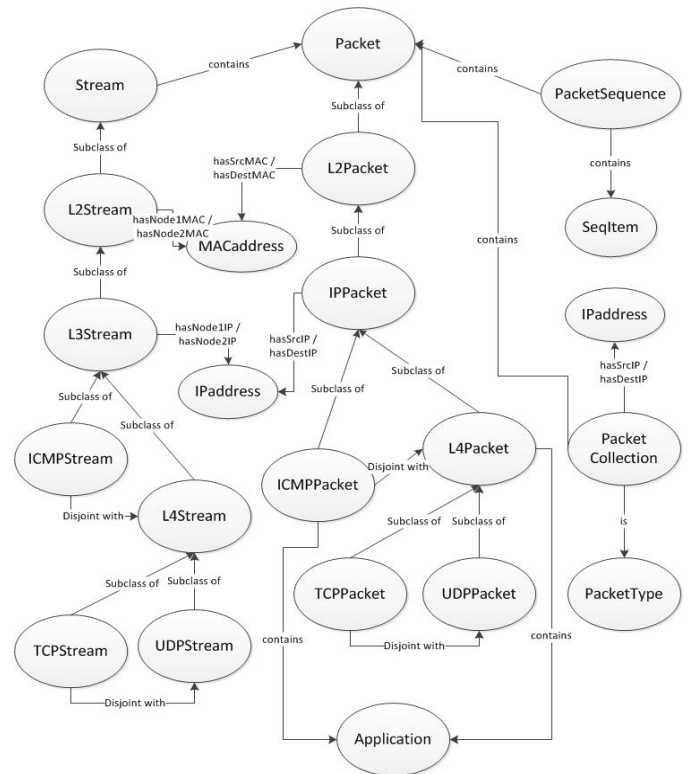 Packet
contains
contains
Stream
PacketSequence
Subclass of
Subclass of
hasSrcMAC /
hasDestMAC
L2Packet
contains
L2Stream
hasNode1MAC /
hasNode2MAC
MACaddress
SeqItem
contains
Subclass of
Subclass of
IPPacket
IPaddress
L3Stream
hasNode1IP /
hasNode2IP
hasSrcIP /
hasDestIP
hasSrcIP /
hasDestIP
IPaddress
Subclass of
Subclass of
Subclass of
Subclass of
ICMPStream
L4Packet
Packet
Collection
Disjoint with
ICMPPacket
Disjoint with
L4Stream
Subclass of
Subclass of
is
Subclass of
Subclass of
TCPPacket
UDPPacket
PacketType
contains
contains
Disjoint with
TCPStream
UDPStream
Disjoint with
Application